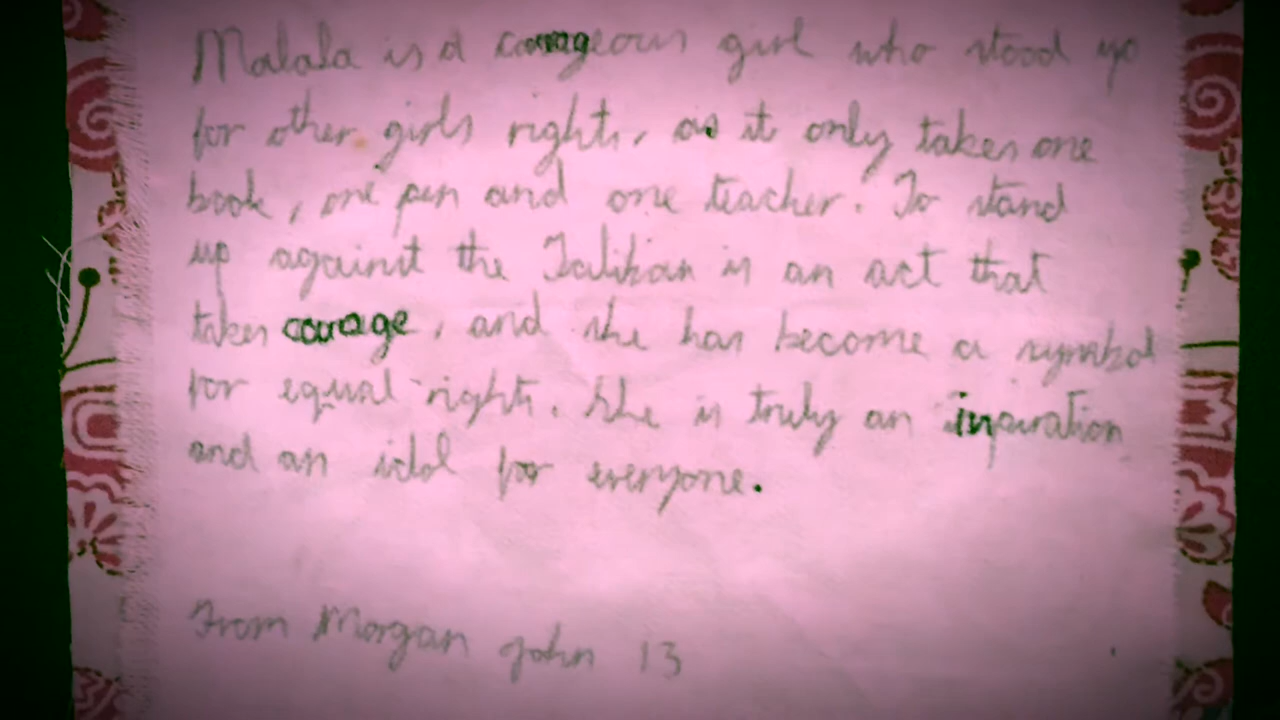 Malala is a courageous girl who stood up
for other girls rights, as it only takes one
book, one pen and one teacher. To stand
up against the Taliban is an act that
takes courage, and she has become a symbol
for equal rights. She is truly an inspiration
and an idol for everyone.
From Morgan John 13